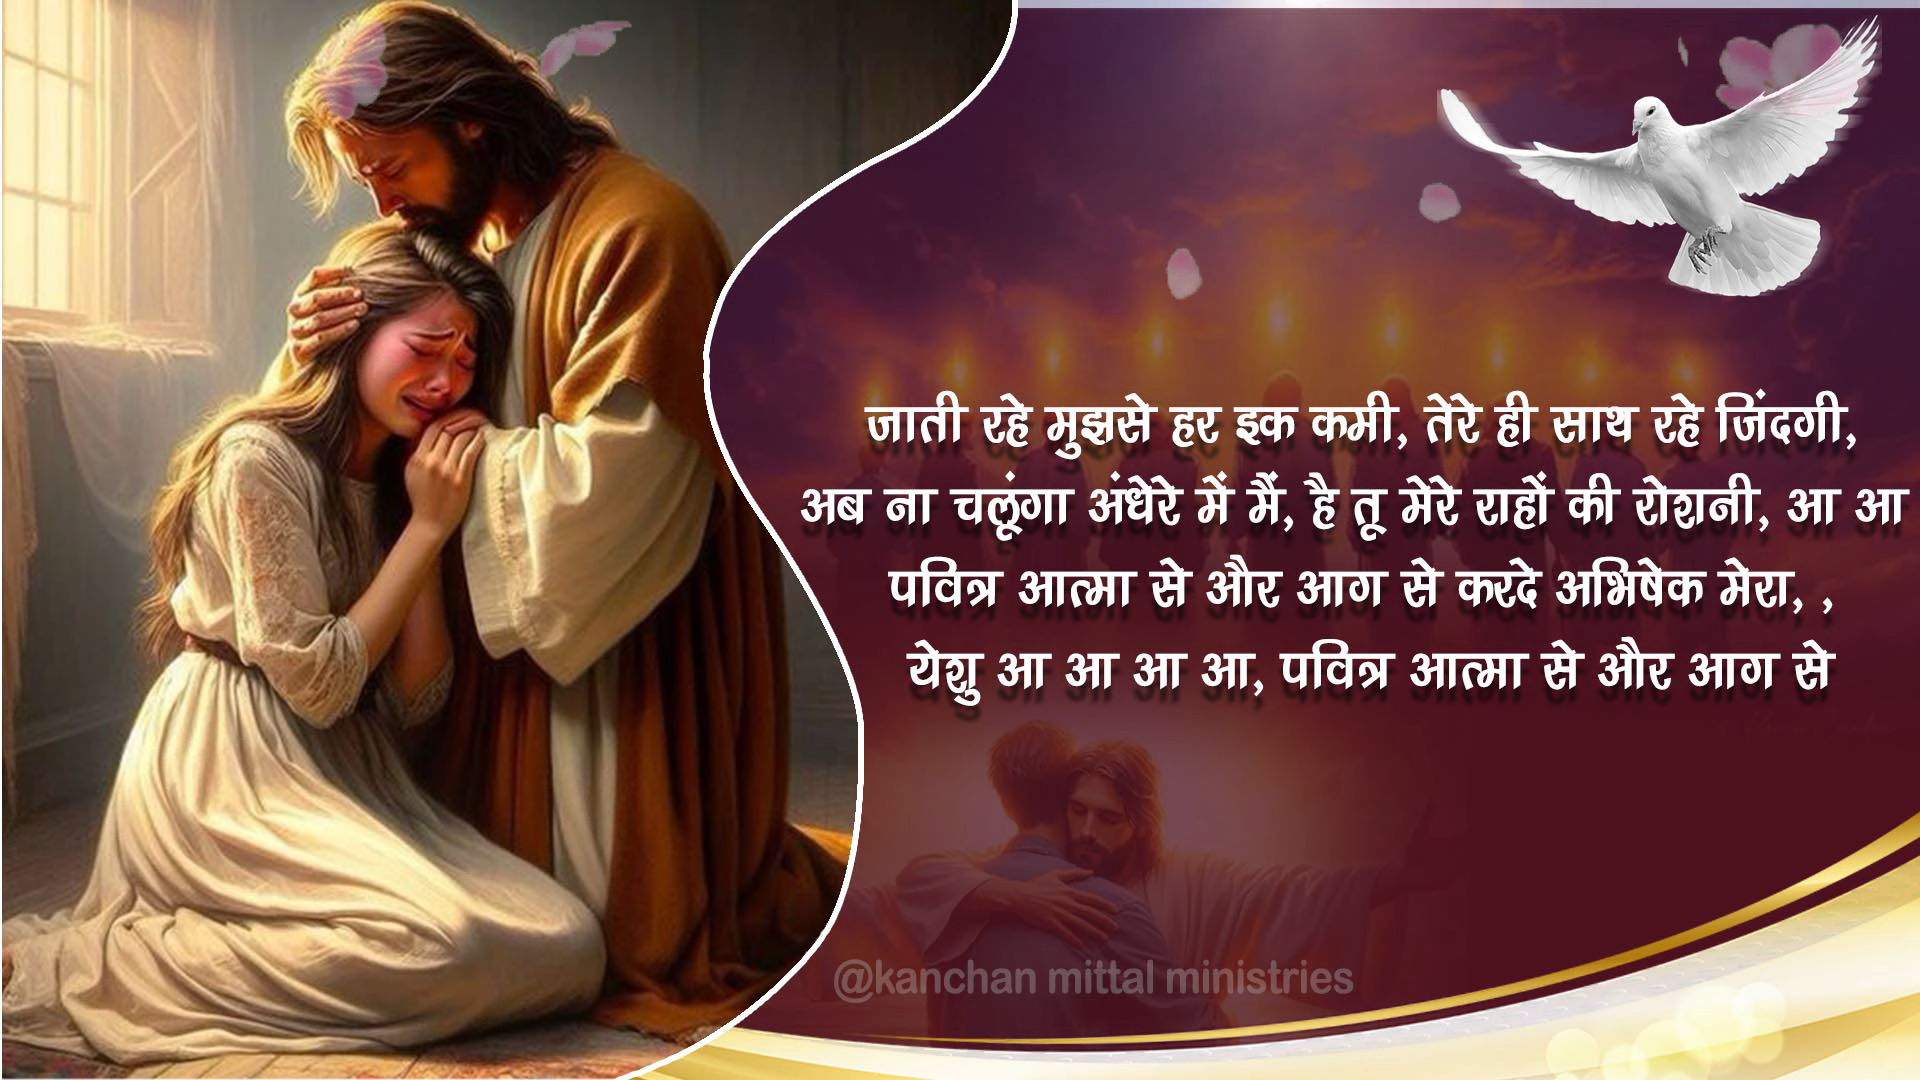 जाती रहे मुझसे हर इक कमी, तेरे ही साथ रहे जिंदगी,
अब ना चलूंगा अंधेरे में मैं, है तू मेरे राहों की रोशनी, आ आ
पवित्र आत्मा से और आग से करदे अभिषेक मेरा, ,
येशु आ आ आ आ, पवित्र आत्मा से और आग से
@kanchan mittal ministries